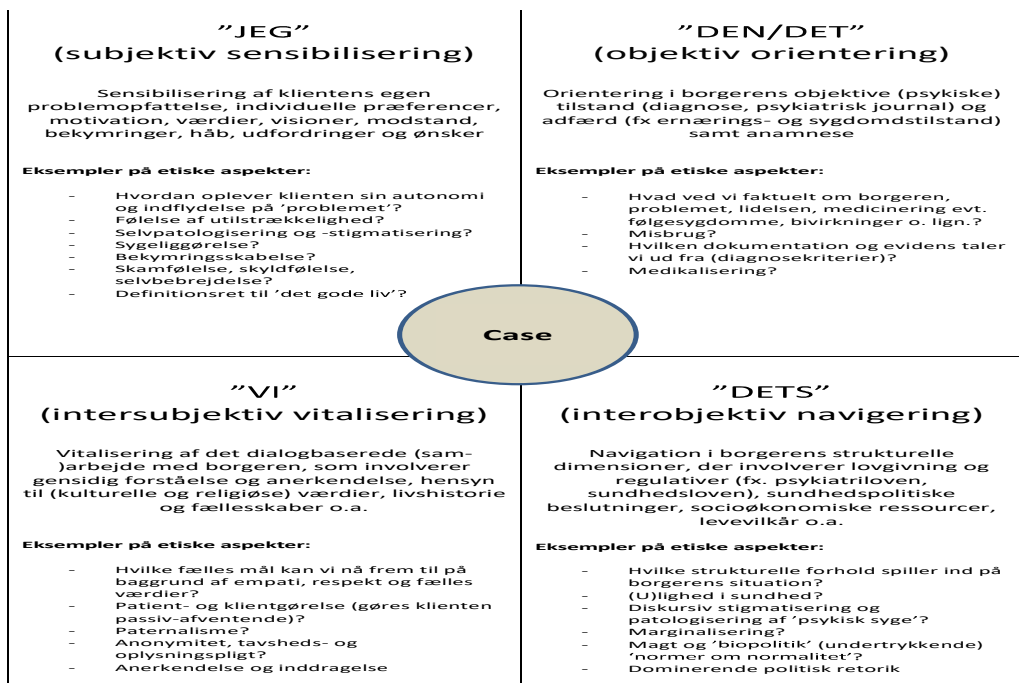 ”JEG”
(subjektiv sensibilisering)
Sensibilisering af klientens egen
problemopfattelse, individuelle præferencer,
motivation, værdier, visioner, modstand,
bekymringer, håb, udfordringer og ønsker
Eksempler på etiske aspekter:
- Hvordan oplever klienten sin autonomi
og indflydelse på ’problemet’?
- Følelse af utilstrækkelighed?
- Selvpatologisering og -stigmatisering?
- Sygeliggørelse?
- Bekymringsskabelse?
- Skamfølelse, skyldfølelse,
selvbebrejdelse?
- Definitionsret til ’det gode liv’?
”DEN/DET”
(objektiv orientering)
Orientering i borgerens objektive (psykiske)
tilstand (diagnose, psykiatrisk journal) og
adfærd (fx ernærings- og sygdomdstilstand)
samt anamnese
Eksempler på etiske aspekter:
- Hvad ved vi faktuelt om borgeren,
problemet, lidelsen, medicinering evt.
følgesygdomme, bivirkninger o. lign.?
- Misbrug?
- Hvilken dokumentation og evidens taler
vi ud fra (diagnosekriterier)?
- Medikalisering?
Case
”VI”
(intersubjektiv vitalisering)
Vitalisering af det dialogbaserede (sam-
)arbejde med borgeren, som involverer
gensidig forståelse og anerkendelse, hensyn
til (kulturelle og religiøse) værdier, livshistorie
og fællesskaber o.a.
Eksempler på etiske aspekter:
- Hvilke fælles mål kan vi nå frem til på
baggrund af empati, respekt og fælles
værdier?
- Patient- og klientgørelse (gøres klienten
passiv-afventende)?
- Paternalisme?
- Anonymitet, tavsheds- og
oplysningspligt?
- Anerkendelse og inddragelse
”DETS”
(interobjektiv navigering)
Navigation i borgerens strukturelle
dimensioner, der involverer lovgivning og
regulativer (fx. psykiatriloven,
sundhedsloven), sundhedspolitiske
beslutninger, socioøkonomiske ressourcer,
levevilkår o.a.
Eksempler på etiske aspekter:
- Hvilke strukturelle forhold spiller ind på
borgerens situation?
- (U)lighed i sundhed?
- Diskursiv stigmatisering og
patologisering af ’psykisk syge’?
- Marginalisering?
- Magt og ’biopolitik’ (undertrykkende)
’normer om normalitet’?
- Dominerende politisk retorik